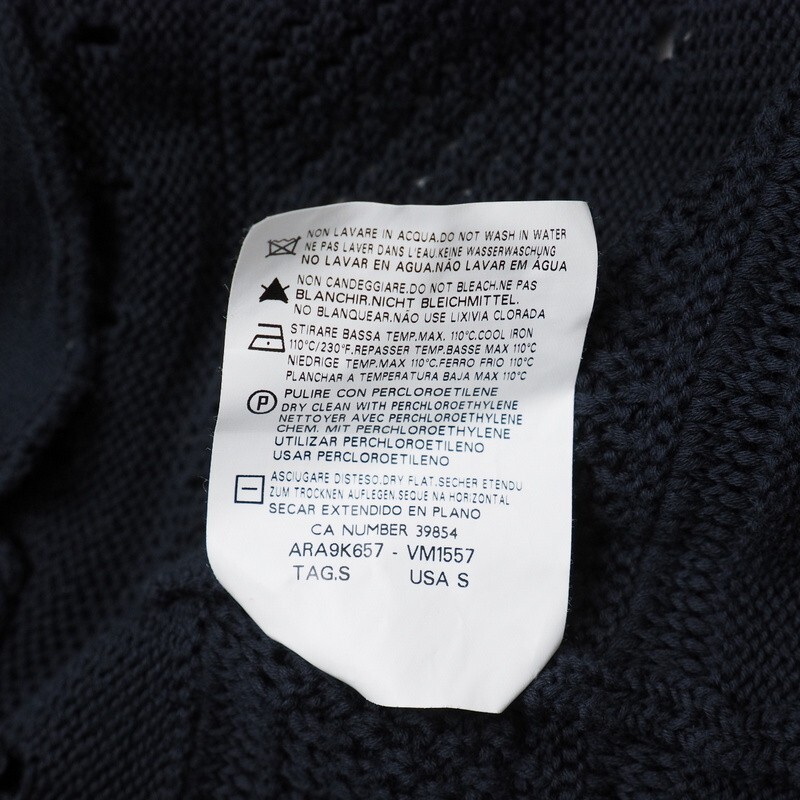 NON LAVARE IN ACQUA.DO NOT WASH IN WATER
NE PAS LAVER DANS L'EAU.KEINE WASSERWASCHUNG
NO LAVAR EN AGUA.NÃO LAVAR EM ÁGUA
NON CANDEGGIARE.DO NOT BLEACH.NE PAS
BLANCHIR.NICHT BLEICHMITTEL.
NO BLANQUEAR.NÃO USE LIXIVIA CLORADA
STIRARE BASSA TEMP.MAX. 110°C.COOL IRON
110°C/230°F.REPASSER TEMP.BASSE MAX 110°C
NIEDRIGE TEMP.MAX 110°C.FERRO FRIO 110°C
PLANCHAR A TEMPERATURA BAJA MAX 110°C
P
PULIRE CON PERCLOROETILENE
DRY CLEAN WITH PERCHLOROETHYLENE
NETTOYER AVEC PERCHLOROETHYLENE
CHEM. MIT PERCHLOROETHYLENE
UTILIZAR PERCHLOROETILENO
USAR PERCLOROETILENO
ASCIUGARE DISTESO.DRY FLAT.SECHER ETENDU
ZUM TROCKNEN AUFLEGEN SEQUE NA HORIZONTAL
SECAR EXTENDIDO EN PLANO
CA NUMBER 39854
ARA9K657 - VM1557
TAG.S USA S